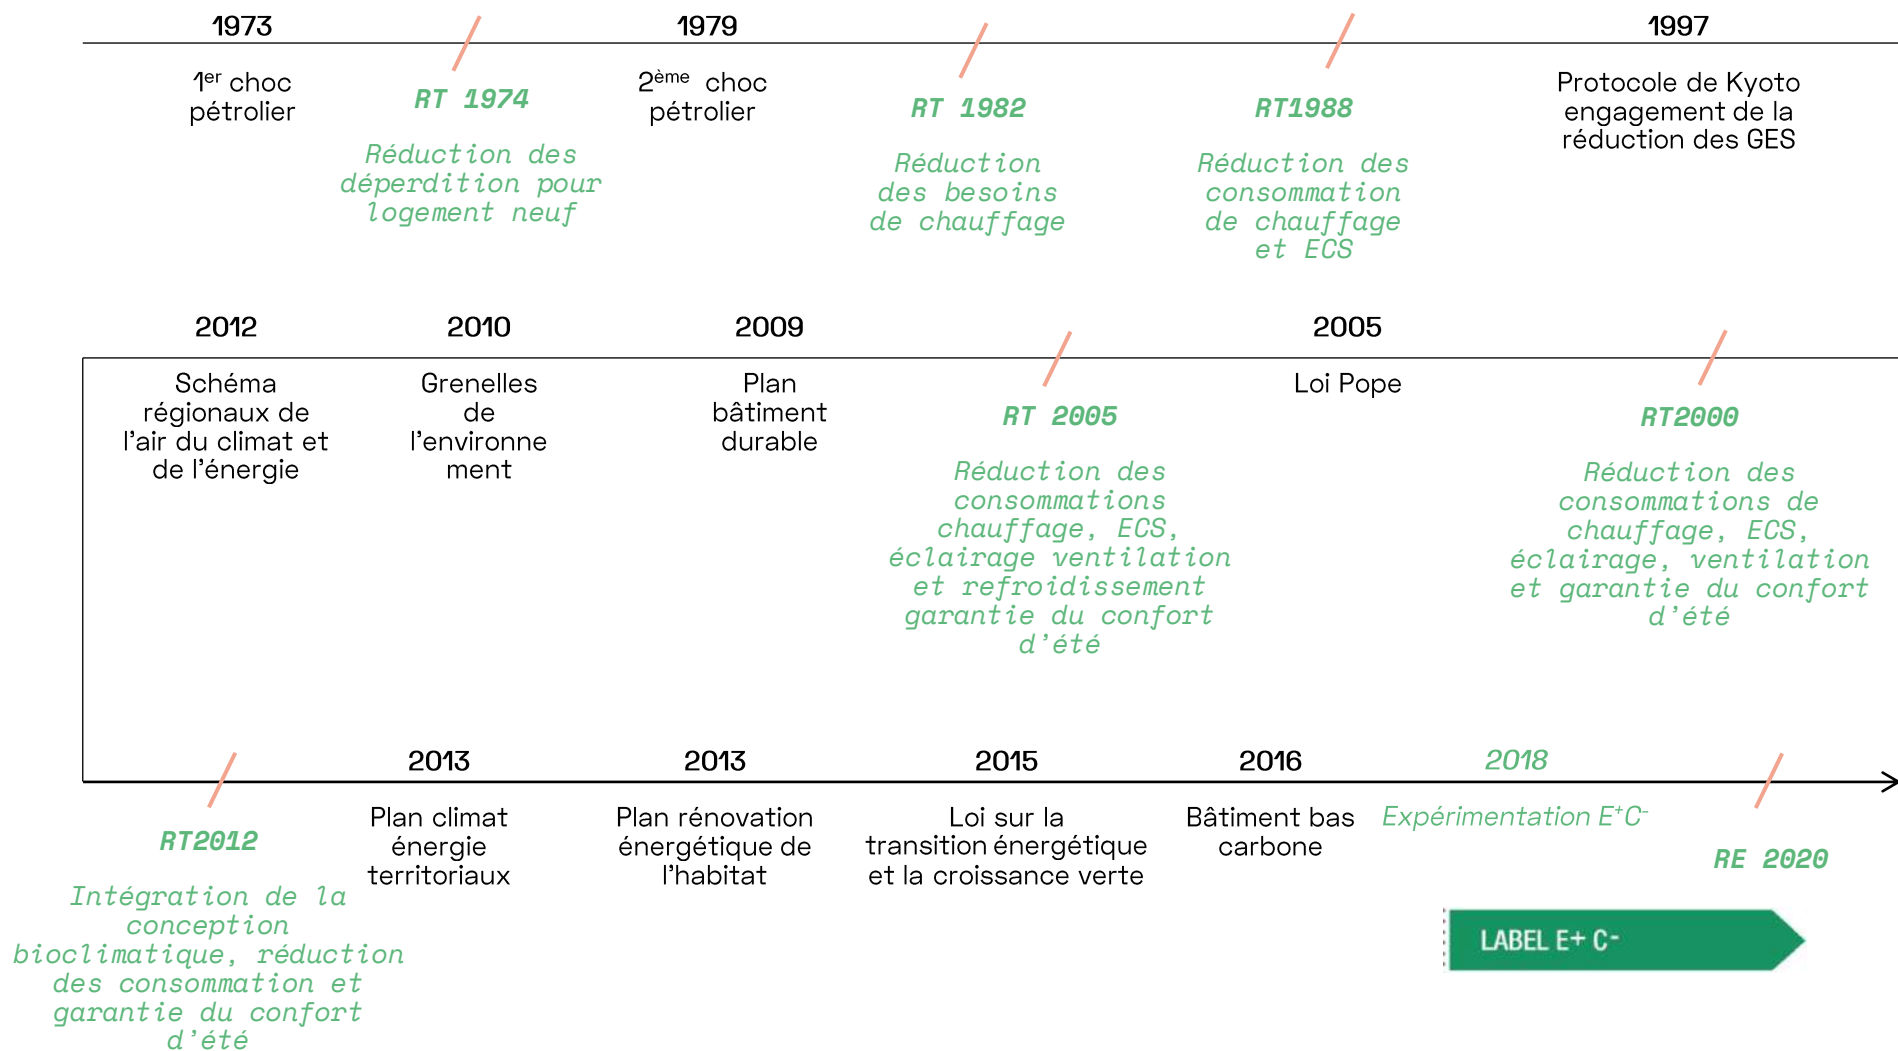 1973
1er choc
pétrolier
RT 1974
Réduction des
déperdition pour
logement neuf
1979
2ème choc
pétrolier
RT 1982
Réduction
des besoins
de chauffage
RT1988
Réduction des
consommation
de chauffage
et ECS
1997
Protocole de Kyoto
engagement de la
réduction des GES
2012
Schéma
régionaux de
l'air du climat et
de l'énergie
2010
Grenelles
de
l'environne
ment
2009
Plan
bâtiment
durable
RT 2005
Réduction des
consommations
chauffage, ECS,
éclairage ventilation
et refroidissement
garantie du confort
d'été
2005
Loi Pope
RT2000
Réduction des
consommations de
chauffage, ECS,
éclairage, ventilation
et garantie du confort
d'été
RT2012
Intégration de la
conception
bioclimatique, réduction
des consommation et
garantie du confort
d'été
2013
Plan climat
énergie
territoriaux
2013
Plan rénovation
énergétique de
l'habitat
2015
Loi sur la
transition énergétique
et la croissance verte
2016
Bâtiment bas
carbone
2018
Expérimentation E+C-
RE 2020
LABEL E+ C-